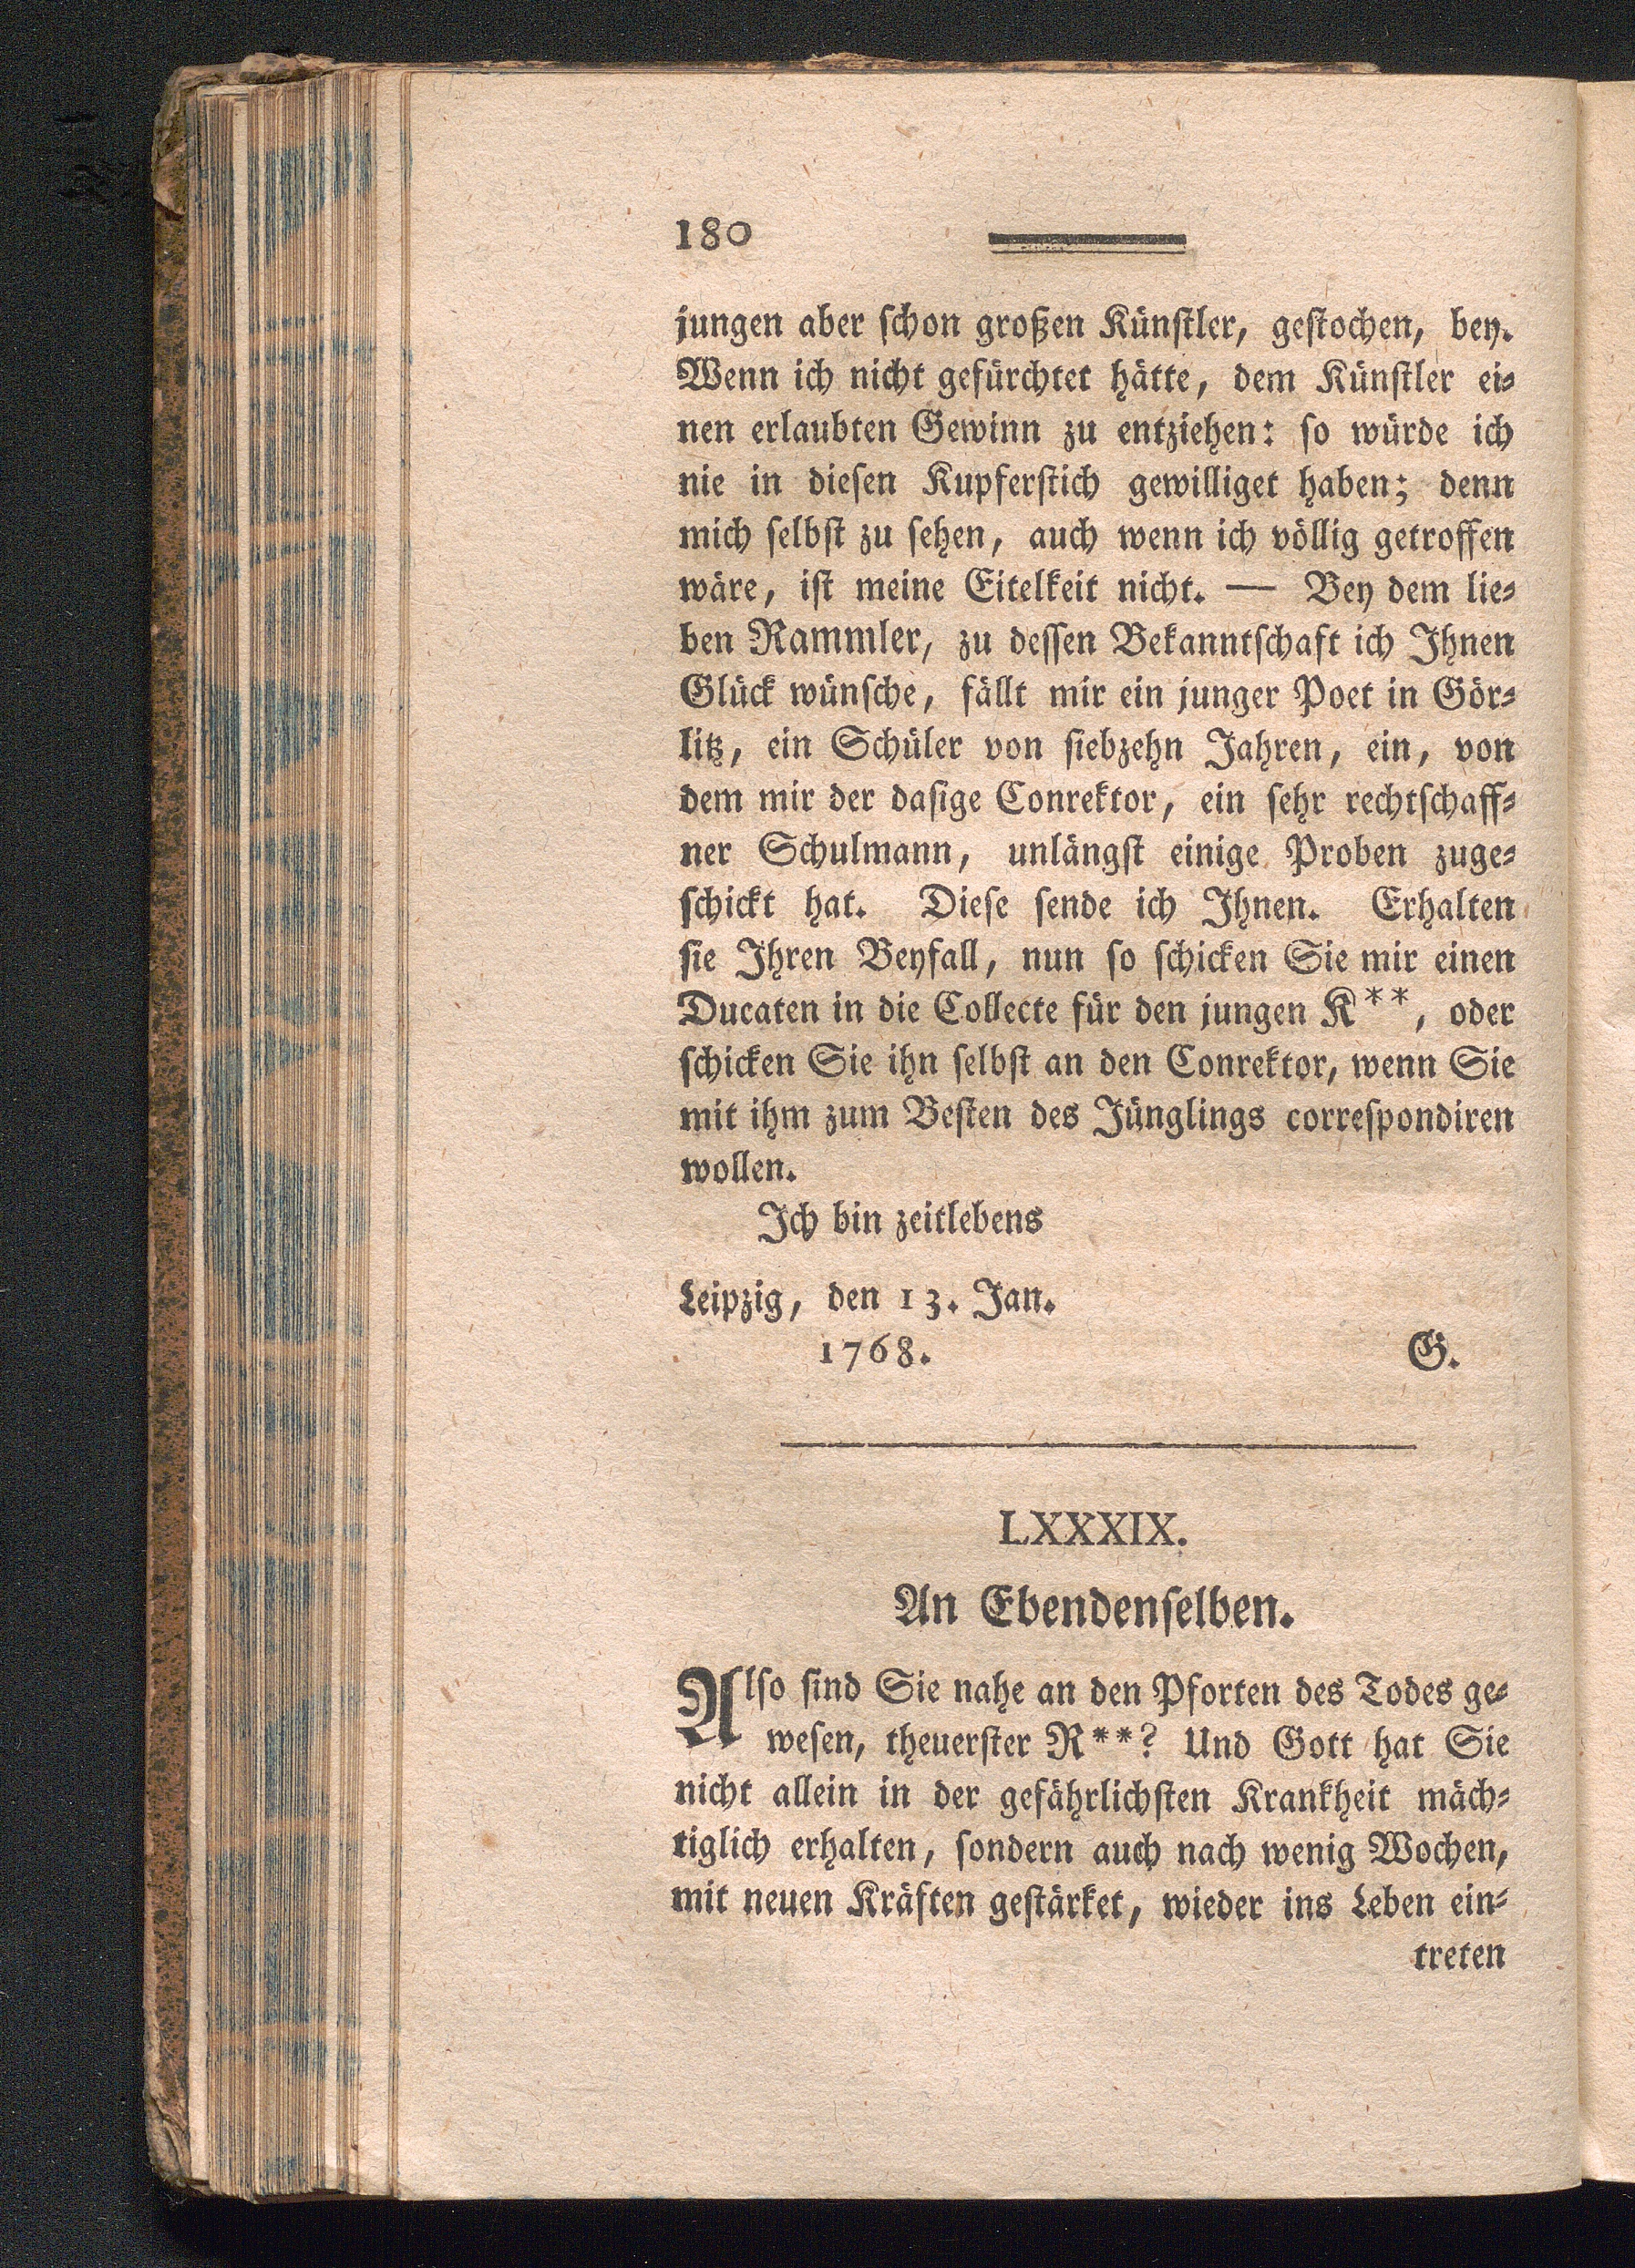 180
jungen aber ſchon großen Künſtler, geſtochen, bey.
Wenn ich nicht gefürchtet hätte, dem Künſtler ei⸗
nen erlaubten Gewinn zu entziehen: ſo würde ich
nie in dieſen Kupferſtich gewilliget haben; denn
mich ſelbſt zu ſehen, auch wenn ich völlig getroffen
wäre, iſt meine Eitelkeit nicht. — Bey dem lie⸗
ben Rammler, zu deſſen Bekanntſchaft ich Ihnen
Glück wünſche, fällt mir ein junger Poet in Gör⸗
litz, ein Schüler von ſiebzehn Jahren, ein, von
dem mir der daſige Conrektor, ein ſehr rechtſchaff⸗
ner Schulmann, unlängſt einige Proben zuge⸗
ſchickt hat. Dieſe ſende ich Ihnen. Erhalten
ſie Ihren Beyfall, nun ſo ſchicken Sie mir einen
Ducaten in die Collecte für den jungen K**, oder
ſchicken Sie ihn ſelbſt an den Conrektor, wenn Sie
mit ihm zum Beſten des Jünglings correſpondiren
wollen.
Ich bin zeitlebens
Leipzig, den 13. Jan.
1768. G.
LXXXIX.
An Ebendenſelben.
Alſo ſind Sie nahe an den Pforten des Todes ge⸗
weſen, theuerſter R**? Und Gott hat Sie
nicht allein in der gefährlichſten Krankheit mäch⸗
tiglich erhalten, ſondern auch nach wenig Wochen,
mit neuen Kräften geſtärket, wieder ins Leben ein⸗
treten